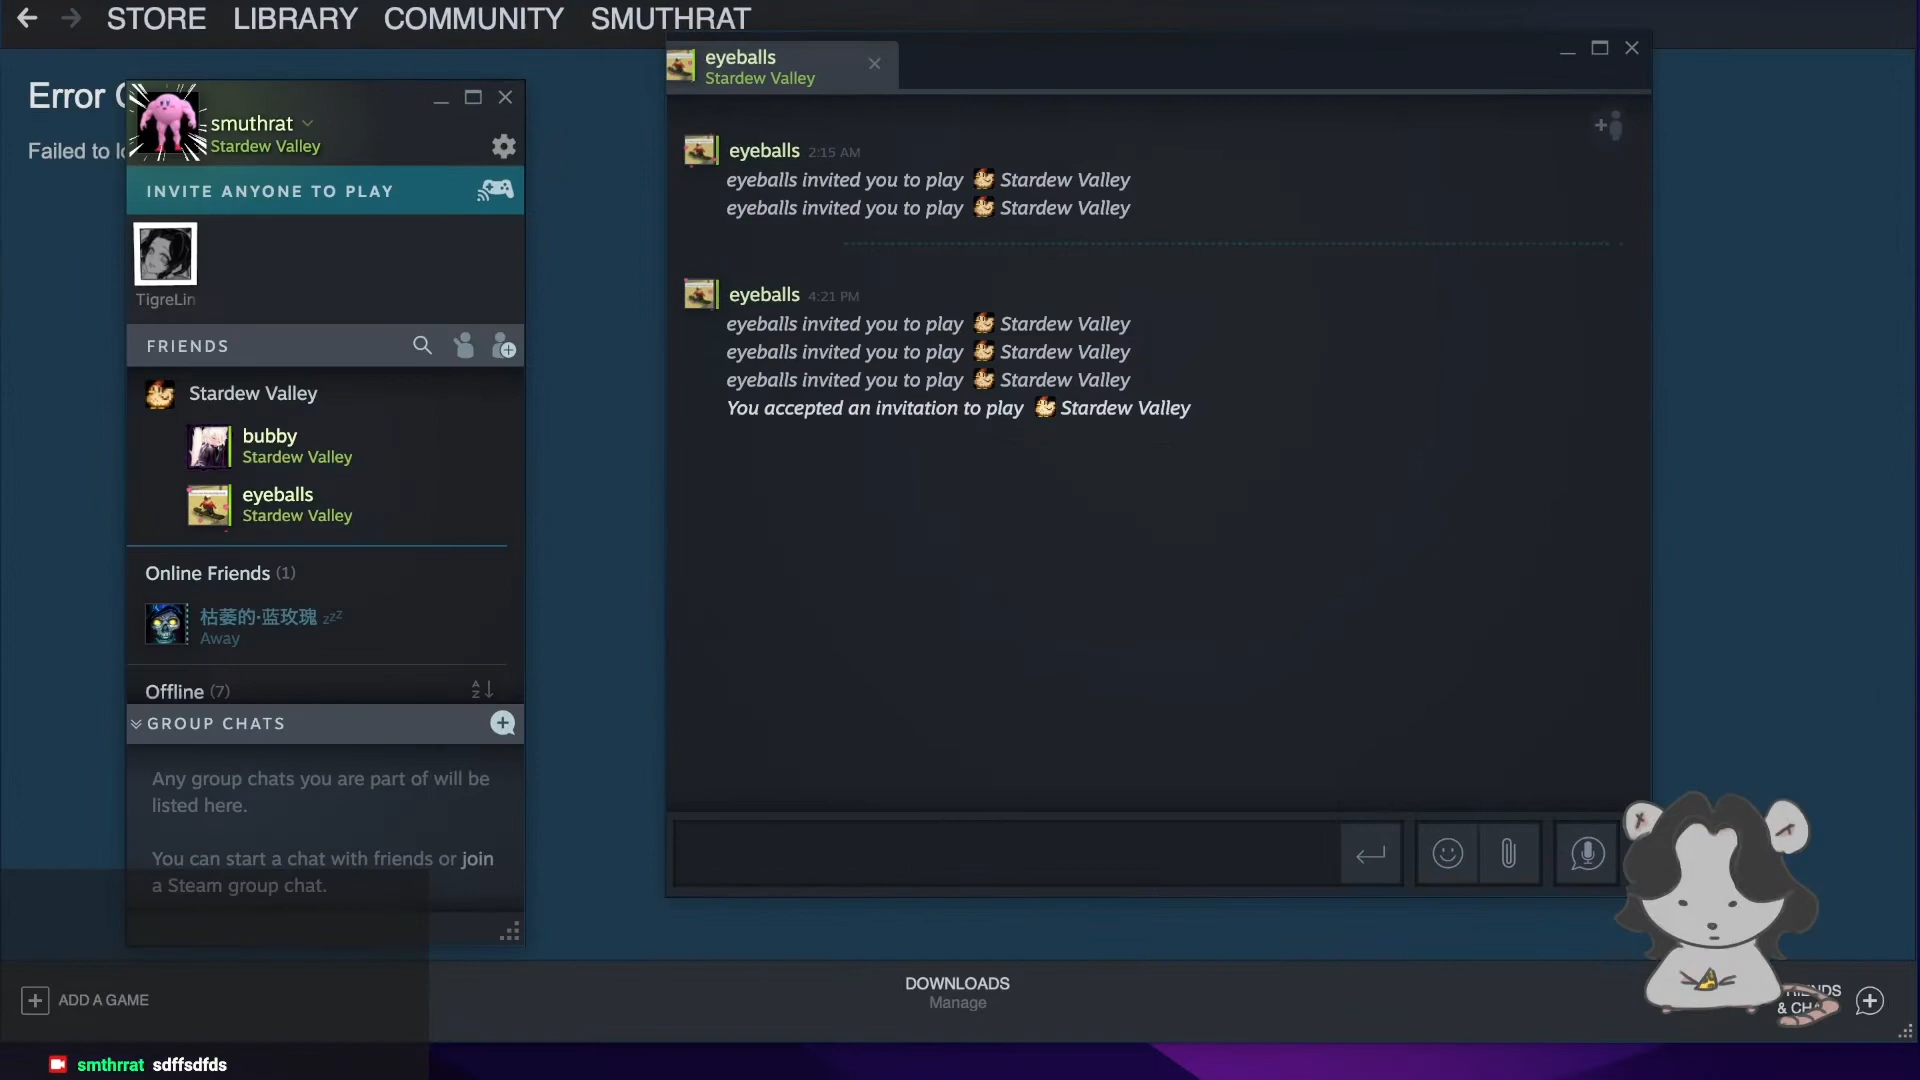 STORE LIBRARY COMMUNITY SMUTHRAT
Error
Failed to
smuthrat
Stardew Valley
INVITE ANYONE TO PLAY
TigreLin
FRIENDS
Stardew Valley
bubby
Stardew Valley
eyeballs
Stardew Valley
Online Friends (1)
枯萎的·蓝玫瑰 zzz
Away
Offline (7)
GROUP CHATS
Any group chats you are part of will be
listed here.
You can start a chat with friends or join
a Steam group chat.
eyeballs
Stardew Valley
eyeballs 2:15 AM
eyeballs invited you to play Stardew Valley
eyeballs invited you to play Stardew Valley
eyeballs 4:21 PM
eyeballs invited you to play Stardew Valley
eyeballs invited you to play Stardew Valley
eyeballs invited you to play Stardew Valley
You accepted an invitation to play Stardew Valley
ADD A GAME
DOWNLOADS
Manage
& CHA
smthrrat sdffsdfds